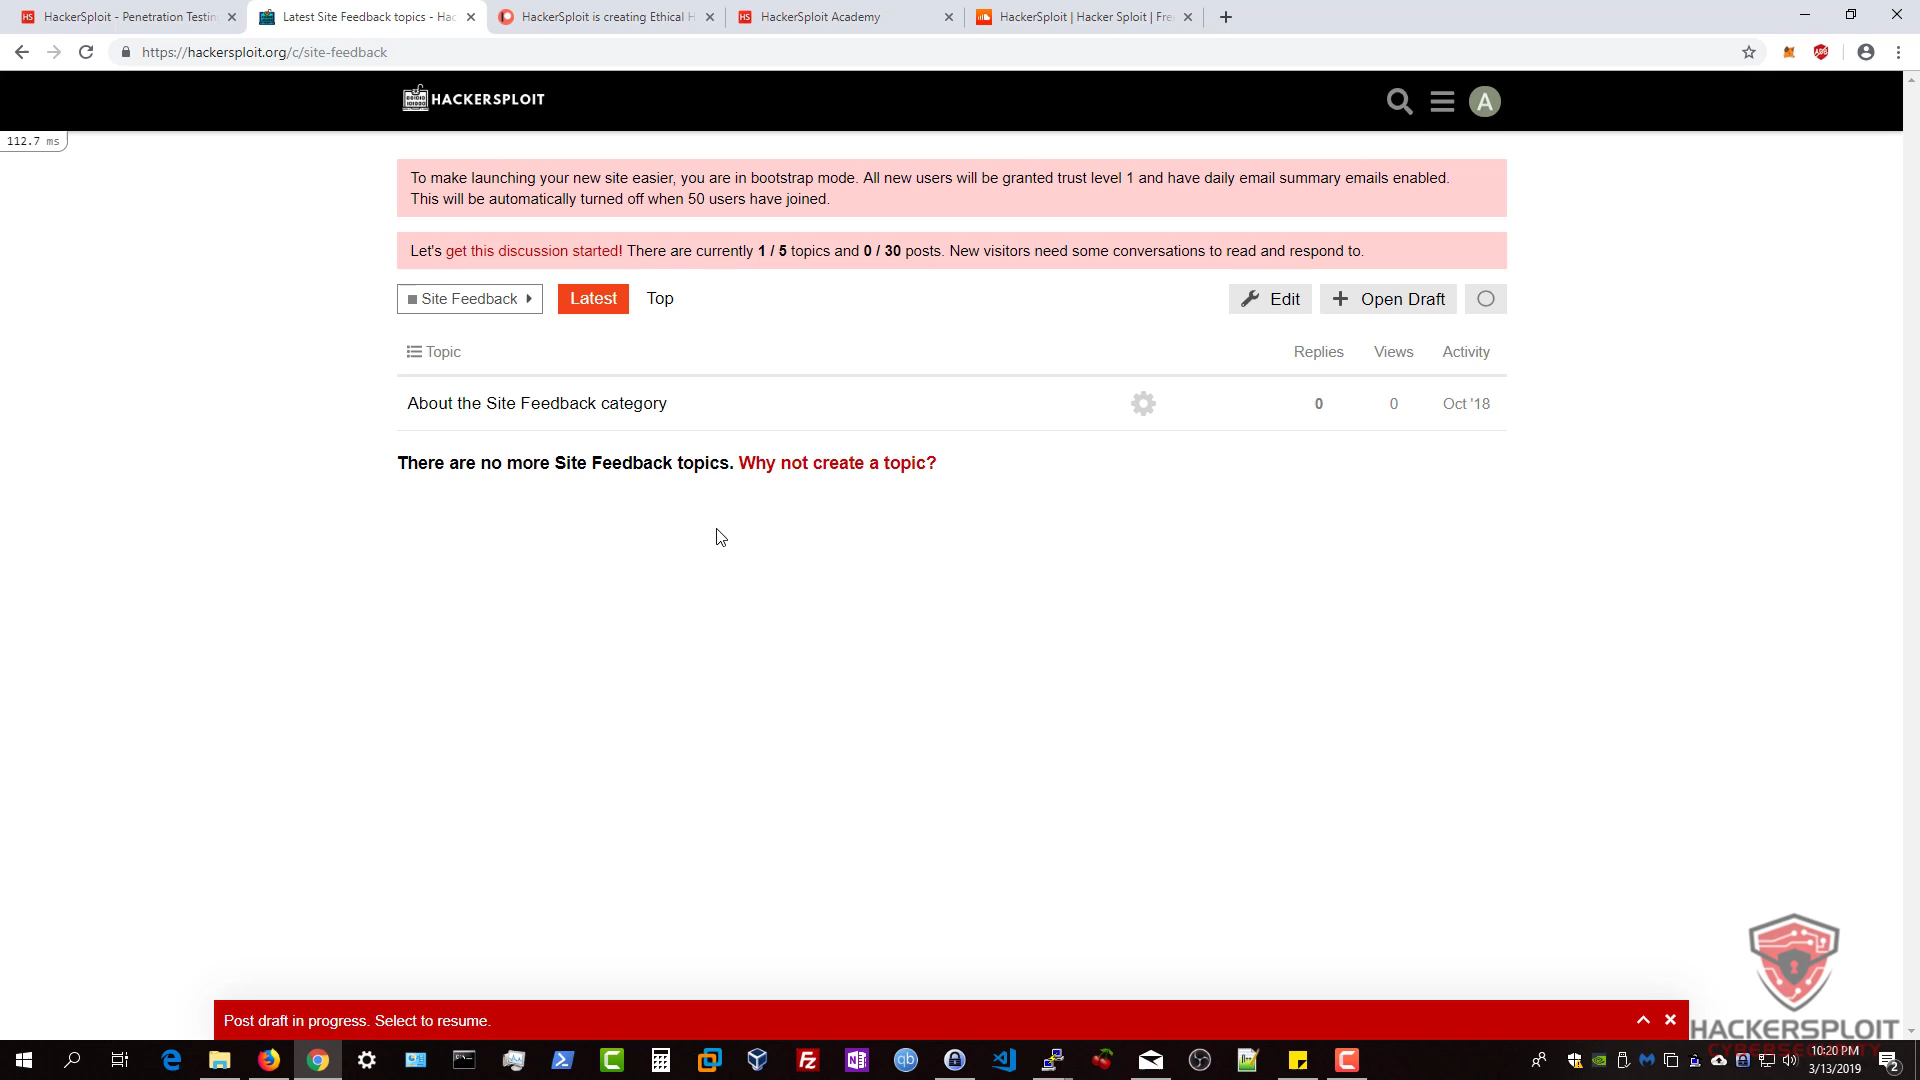 HackerSploit - Penetration Testin
Latest Site Feedback topics - Hac
HackerSploit is creating Ethical H
HackerSploit Academy
HackerSploit | Hacker Sploit | Fre
https://hackersploit.org/c/site-feedback
HACKERSPLOIT
A
112.7 ms
To make launching your new site easier, you are in bootstrap mode. All new users will be granted trust level 1 and have daily email summary emails enabled.
This will be automatically turned off when 50 users have joined.
Let's get this discussion started! There are currently 1 / 5 topics and 0 / 30 posts. New visitors need some conversations to read and respond to.
Site Feedback
Latest
Top
Edit
Open Draft
Topic
Replies
Views
Activity
About the Site Feedback category
0
0
Oct '18
There are no more Site Feedback topics. Why not create a topic?
Post draft in progress. Select to resume.
HACKERSPLOIT
CYBERSECURITY
10:20 PM
3/13/2019
2